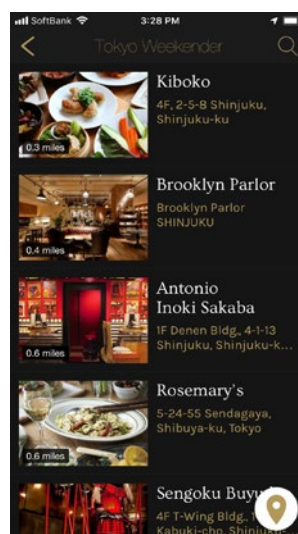 SoftBank 3:28 PM
Tokyo Weekender
Kiboko
4F, 2-5-8 Shinjuku,
Shinjuku-ku
0.3 miles
Brooklyn Parlor
Brooklyn Parlor
SHINJUKU
0.4 miles
Antonio
Inoki Sakaba
1F Denen Bldg., 4-1-13
Shinjuku, Shinjuku-k...
0.6 miles
Rosemary's
5-24-55 Sendagaya,
Shibuya-ku, Tokyo
0.6 miles
Sengoku
4F T-Wing Bldg.,
Kabuki-cho, Shinjuku-